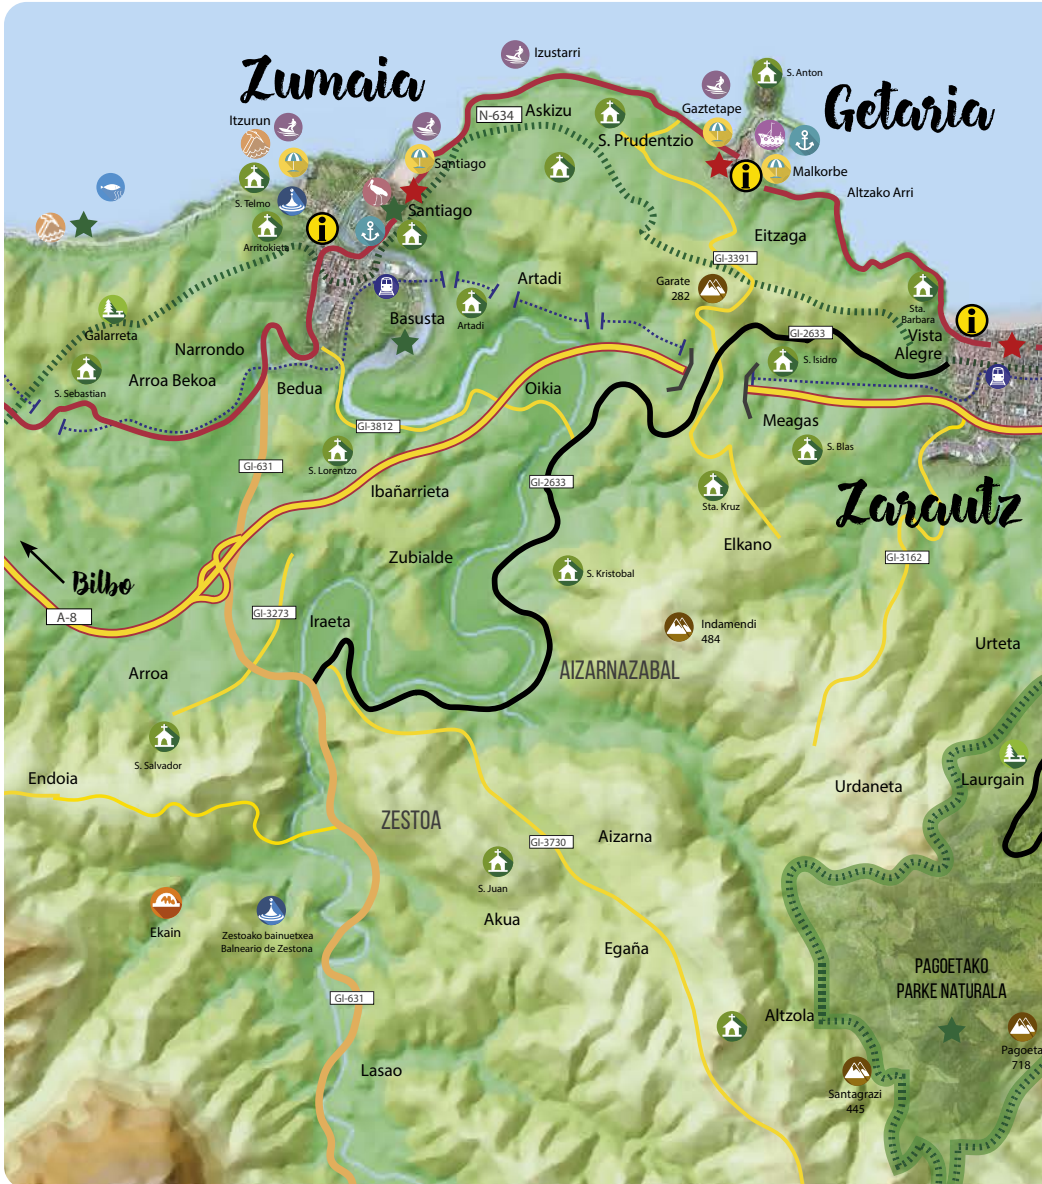 Izustarri
Zumaia
S. Anton
Getaria
Gaztetape
N-634
Askizu
Itzurun
S. Prudentzio
Santiago
Malkorbe
S. Telmo
Altzako Arri
Santiago
Arritokieta
Eitzaga
GI-3391
Artadi
Garate
282
Sta.
Barbara
Basusta
Artadi
Galarreta
GI-2633
Vista
Alegre
Narrondo
S. Isidro
Arroa Bekoa
Bedua
Oikia
S. Sebastian
GI-3812
Meagas
S. Blas
GI-631
S. Lorentzo
GI-2633
Ibañarrieta
Sta. Kruz
Zarautz
Elkano
Zubialde
GI-3162
Bilbo
S. Kristobal
A-8
GI-3273
Iraeta
Indamendi
484
Urteta
Arroa
AIZARNAZABAL
S. Salvador
Endoia
Laurgain
Urdaneta
ZESTOA
GI-3730
Aizarna
S. Juan
Akua
Ekain
Zestoako bainuetxea
Balneario de Zestona
Egaña
PAGOETAKO
PARKE NATURALA
GI-631
Altzola
Pagoeta
718
Lasao
Santagrazi
445